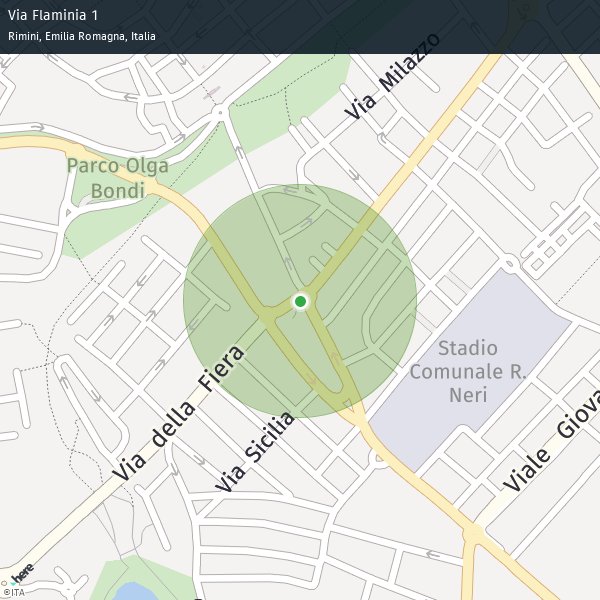 Via Flaminia 1
Rimini, Emilia Romagna, Italia
Via Milazzo
Parco Olga
Bondi
Stadio
Comunale R.
Neri
Via della Fiera
Via Sicilia
Viale Giova
here
©ITA